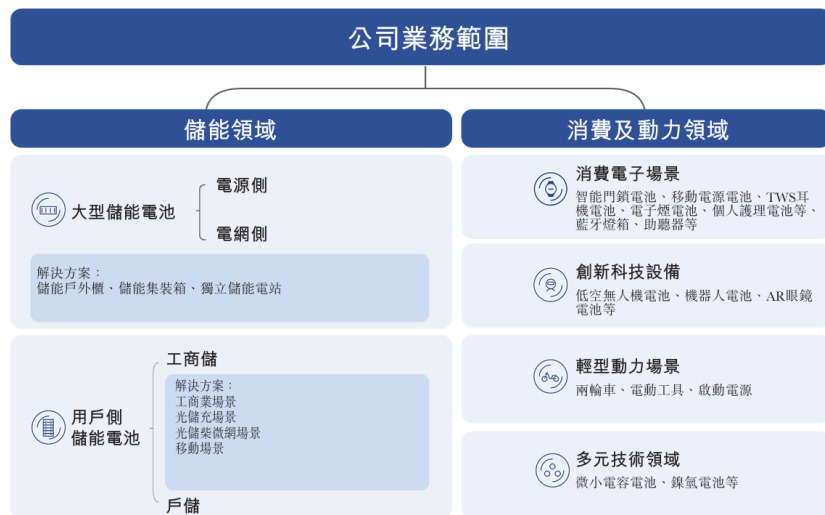 公司業務範圍
儲能領域
大型儲能電池
電源側
電網側
解決方案：
儲能戶外櫃、儲能集裝箱、獨立儲能電站
用戶側
儲能電池
工商儲
解決方案：
工商業場景
光儲充場景
光儲柴微網場景
移動場景
戶儲
消費及動力領域
消費電子場景
智能門鎖電池、移動電源電池、TWS耳
機電池、電子煙電池、個人護理電池等、
藍牙燈箱、助聽器等
創新科技設備
低空無人機電池、機器人電池、AR眼鏡
電池等
輕型動力場景
兩輪車、電動工具、啟動電源
多元技術領域
微小電容電池、鎳氫電池等